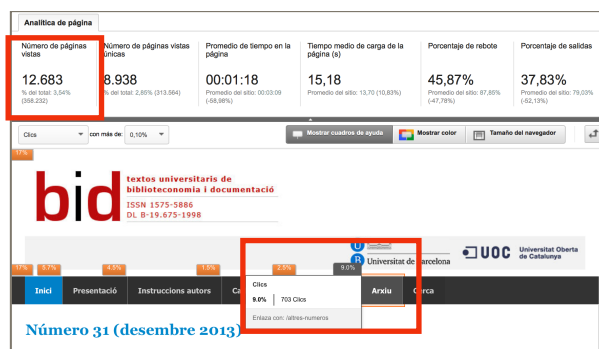 Analítica de página
Número de páginas vistas
12.683
% del total: 3,54% (358.232)
Número de páginas vistas únicas
8.938
% del total: 2,85% (313.564)
Promedio de tiempo en la página
00:01:18
Promedio del sitio: 00:03:09 (-58,98%)
Tiempo medio de carga de la página (s)
15,18
Promedio del sitio: 13,70 (10,83%)
Porcentaje de rebote
45,87%
Promedio del sitio: 87,85% (-47,78%)
Porcentaje de salidas
37,83%
Promedio del sitio: 79,03% (-52,13%)
Clics
con más de:
0,10%
Mostrar cuadros de ayuda
Mostrar color
Tamaño del navegador
17%
bid
textos universitaris de
biblioteconomia i documentació
ISSN 1575-5886
DL B-19.675-1998
U
B
Universitat de Barcelona
UOC
Universitat Oberta
de Catalunya
17%
5.7%
4.5%
1.5%
2.5%
9.0%
Inici
Presentació
Instruccions autors
Arxiu
Clics
9.0%
703 Clics
Enlaza con: /altres-numeros
Número 31 (desembre 2013)